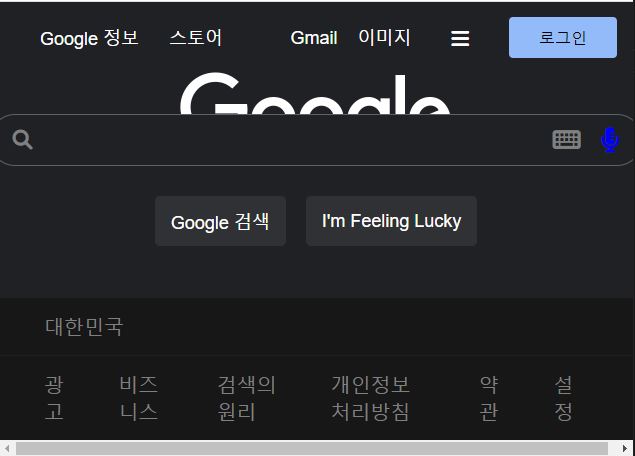 Google 정보 스토어 Gmail 이미지 로그인
Google
Google 검색 I'm Feeling Lucky
대한민국
광고 비즈니스 검색의 원리 개인정보처리방침 약관 설정